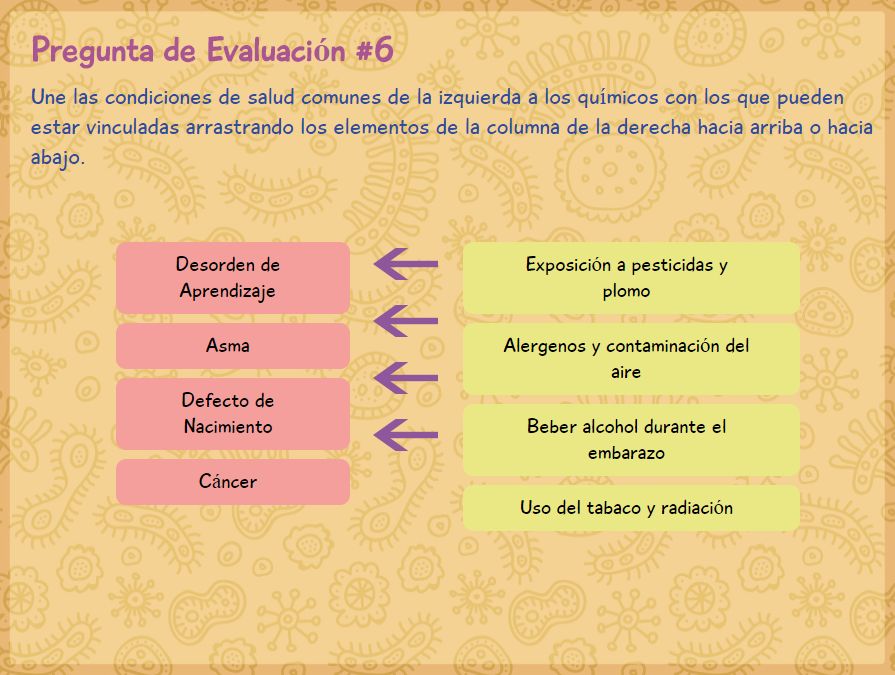 Pregunta de Evaluación #6
Une las condiciones de salud comunes de la izquierda a los químicos con los que pueden
estar vinculadas arrastrando los elementos de la columna de la derecha hacia arriba o hacia
abajo.
Desorden de
Aprendizaje
Exposición a pesticidas y
plomo
Asma
Alergenos y contaminación del
aire
Defecto de
Nacimiento
Beber alcohol durante el
embarazo
Cáncer
Uso del tabaco y radiación